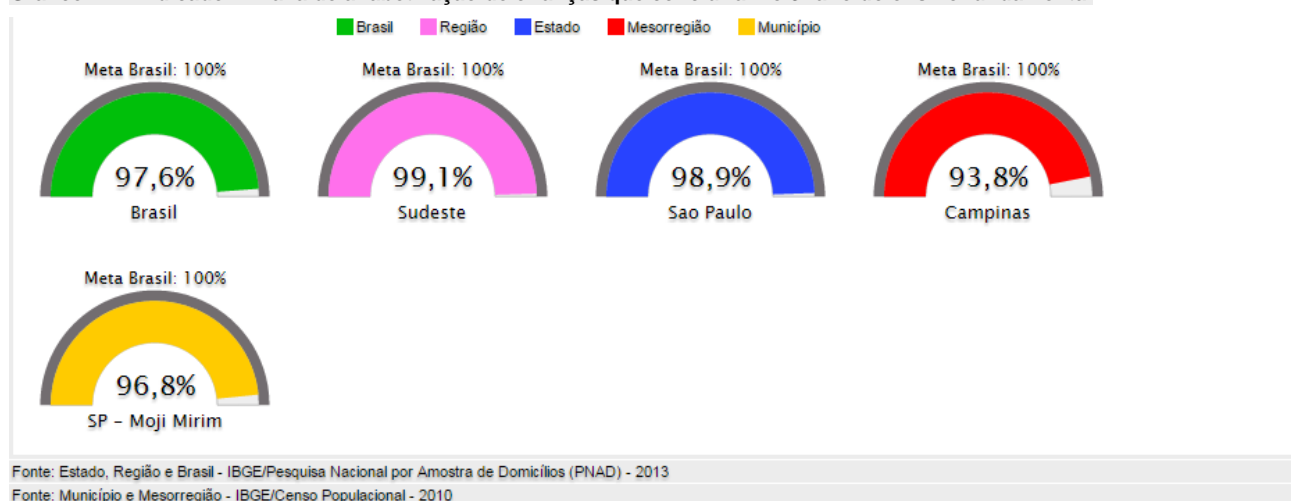 Brasil Região Estado Mesorregião Município
Meta Brasil: 100% Meta Brasil: 100% Meta Brasil: 100% Meta Brasil: 100%
97,6% 99,1% 98,9% 93,8%
Brasil Sudeste Sao Paulo Campinas
Meta Brasil: 100%
96,8%
SP - Moji Mirim
Fonte: Estado, Região e Brasil - IBGE/Pesquisa Nacional por Amostra de Domicílios (PNAD) - 2013
Fonte: Município e Mesorregião - IBGE/Censo Populacional - 2010